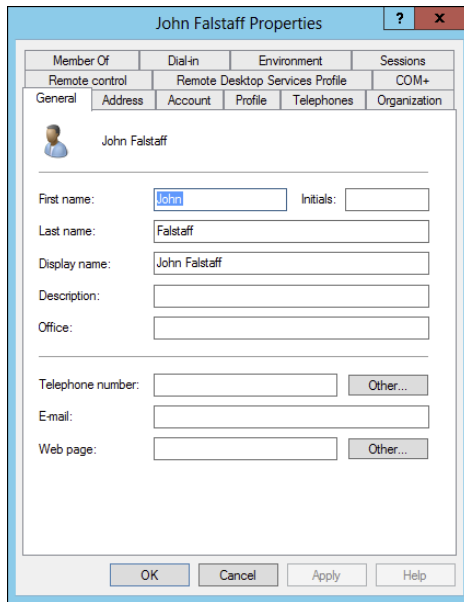 John Falstaff Properties ? x
Member Of Dial-in Environment Sessions
Remote control Remote Desktop Services Profile COM+
General Address Account Profile Telephones Organization
John Falstaff
First name: John Initials:
Last name: Falstaff
Display name: John Falstaff
Description:
Office:
Telephone number: Other...
E-mail:
Web page: Other...
OK Cancel Apply Help